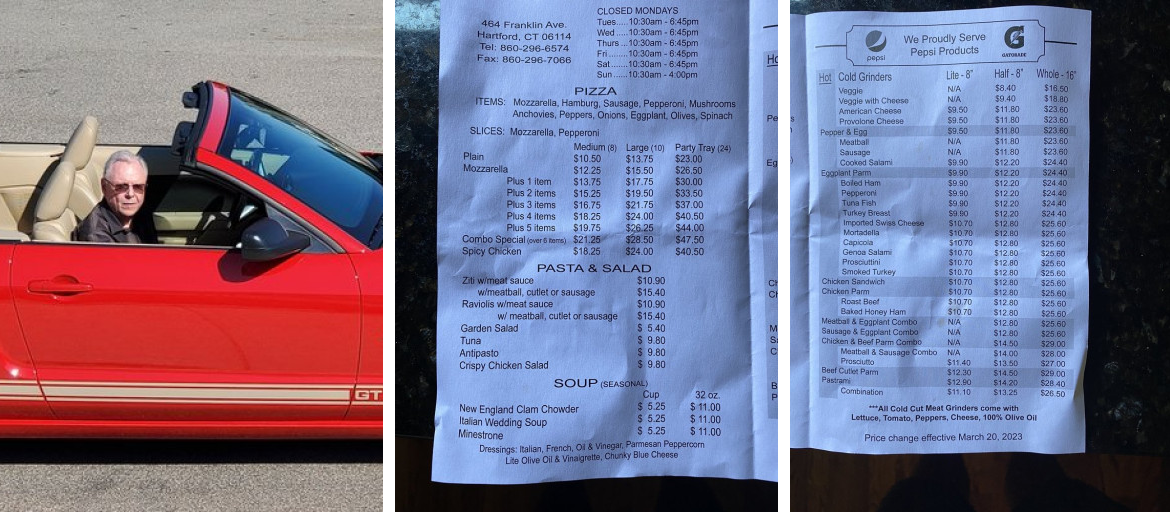 GT
464 Franklin Ave.
Hartford, CT 06114
Tel: 860-296-6574
Fax: 860-296-7066
CLOSED MONDAYS
Tues.....10:30am - 6:45pm
Wed ....10:30am - 6:45pm
Thurs ...10:30am - 6:45pm
Fri........10:30am - 6:45pm
Sat.......10:30am - 6:45pm
Sun ......10:30am - 4:00pm
PIZZA
ITEMS: Mozzarella, Hamburg, Sausage, Pepperoni, Mushrooms
Anchovies, Peppers, Onions, Eggplant, Olives, Spinach
SLICES: Mozzarella, Pepperoni
Medium (8) Large (10) Party Tray (24)
Plain $10.50 $13.75 $23.00
Mozzarella $12.25 $15.50 $26.50
Plus 1 item $13.75 $17.75 $30.00
Plus 2 items $15.25 $19.50 $33.50
Plus 3 items $16.75 $21.75 $37.00
Plus 4 items $18.25 $24.00 $40.50
Plus 5 items $19.75 $26.25 $44.00
Combo Special (over 6 items) $21.25 $28.50 $47.50
Spicy Chicken $18.25 $24.00 $40.50
PASTA & SALAD
Ziti w/meat sauce $10.90
w/meatball, cutlet or sausage $15.40
Raviolis w/meat sauce $10.90
w/ meatball, cutlet or sausage $15.40
Garden Salad $ 5.40
Tuna $ 9.80
Antipasto $ 9.80
Crispy Chicken Salad $ 9.80
SOUP (SEASONAL)
Cup 32 oz.
New England Clam Chowder $ 5.25 $ 11.00
Italian Wedding Soup $ 5.25 $ 11.00
Minestrone $ 5.25 $ 11.00
Dressings: Italian, French, Oil & Vinegar, Parmesan Peppercorn
Lite Olive Oil & Vinaigrette, Chunky Blue Cheese
pepsi
We Proudly Serve
Pepsi Products
G
GATORADE
Hot Cold Grinders Lite - 8" Half - 8" Whole - 16"
Veggie N/A $8.40 $16.50
Veggie with Cheese N/A $9.40 $18.80
American Cheese $9.50 $11.80 $23.60
Provolone Cheese $9.50 $11.80 $23.60
Pepper & Egg $9.50 $11.80 $23.60
Meatball N/A $11.80 $23.60
Sausage N/A $11.80 $23.60
Cooked Salami $9.90 $12.20 $24.40
Eggplant Parm $9.90 $12.20 $24.40
Boiled Ham $9.90 $12.20 $24.40
Pepperoni $9.90 $12.20 $24.40
Tuna Fish $9.90 $12.20 $24.40
Turkey Breast $9.90 $12.20 $24.40
Imported Swiss Cheese $10.70 $12.80 $25.60
Mortadella $10.70 $12.80 $25.60
Capicola $10.70 $12.80 $25.60
Genoa Salami $10.70 $12.80 $25.60
Prosciuttini $10.70 $12.80 $25.60
Smoked Turkey $10.70 $12.80 $25.60
Chicken Sandwich $10.70 $12.80 $25.60
Chicken Parm $10.70 $12.80 $25.60
Roast Beef $10.70 $12.80 $25.60
Baked Honey Ham $10.70 $12.80 $25.60
Meatball & Eggplant Combo N/A $12.80 $25.60
Sausage & Eggplant Combo N/A $12.80 $25.60
Chicken & Beef Parm Combo N/A $14.50 $29.00
Meatball & Sausage Combo N/A $14.00 $28.00
Prosciutto $11.40 $13.50 $27.00
Beef Cutlet Parm $12.30 $14.50 $29.00
Pastrami $12.90 $14.20 $28.40
Combination $11.10 $13.25 $26.50
***All Cold Cut Meat Grinders come with
Lettuce, Tomato, Peppers, Cheese, 100% Olive Oil
Price change effective March 20, 2023